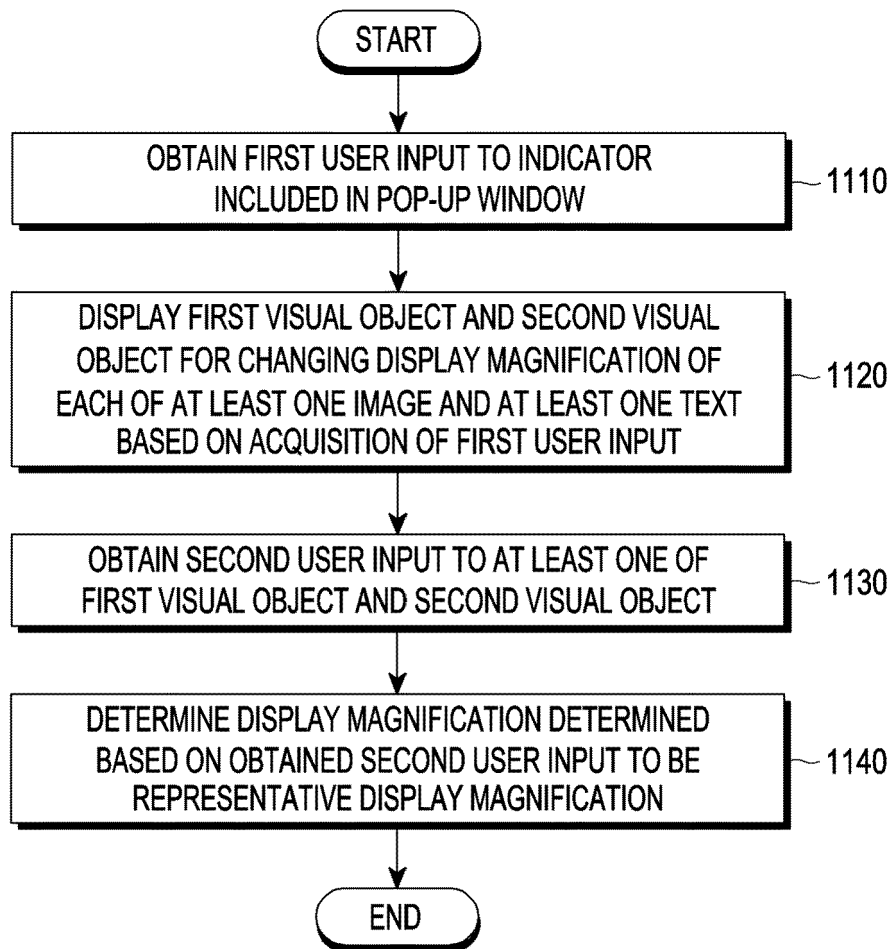 START
OBTAIN FIRST USER INPUT TO INDICATOR
INCLUDED IN POP-UP WINDOW
1110
DISPLAY FIRST VISUAL OBJECT AND SECOND VISUAL
OBJECT FOR CHANGING DISPLAY MAGNIFICATION OF
EACH OF AT LEAST ONE IMAGE AND AT LEAST ONE TEXT
BASED ON ACQUISITION OF FIRST USER INPUT
1120
OBTAIN SECOND USER INPUT TO AT LEAST ONE OF
FIRST VISUAL OBJECT AND SECOND VISUAL OBJECT
1130
DETERMINE DISPLAY MAGNIFICATION DETERMINED
BASED ON OBTAINED SECOND USER INPUT TO BE
REPRESENTATIVE DISPLAY MAGNIFICATION
1140
END